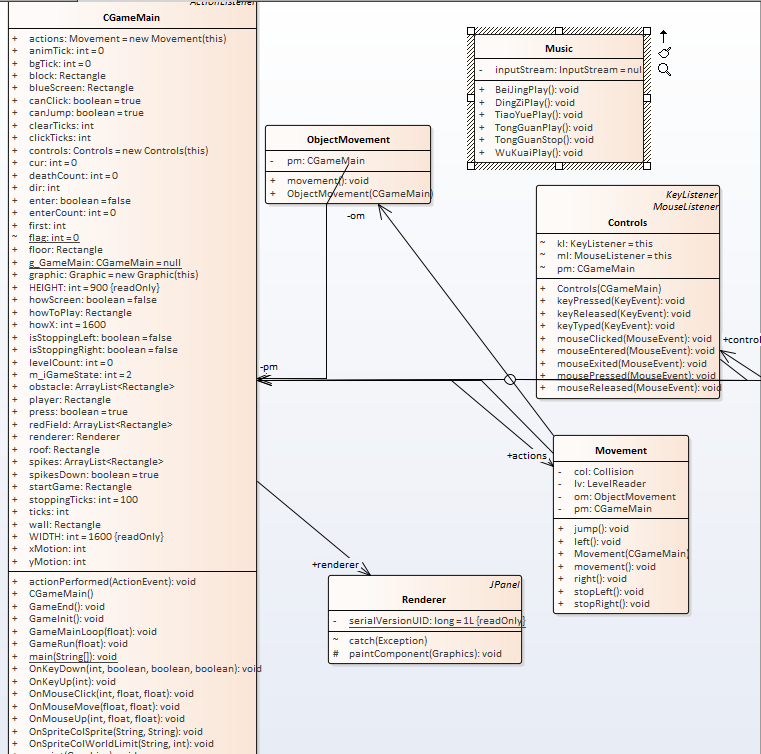 ActionListener
CGameMain
+ actions: Movement = new Movement(this)
+ animTick: int = 0
+ bgTick: int = 0
+ block: Rectangle
+ blueScreen: Rectangle
+ canClick: boolean = true
+ canJump: boolean = true
+ clearTicks: int
+ clickTicks: int
+ controls: Controls = new Controls(this)
+ cur: int = 0
+ deathCount: int = 0
+ dir: int
+ enter: boolean = false
+ enterCount: int = 0
+ first: int
~ flag: int = 0
+ floor: Rectangle
+ g_GameMain: CGameMain = null
+ graphic: Graphic = new Graphic(this)
+ HEIGHT: int = 900 {readOnly}
+ howScreen: boolean = false
+ howToPlay: Rectangle
+ howX: int = 1600
+ isStoppingLeft: boolean = false
+ isStoppingRight: boolean = false
+ levelCount: int = 0
+ m_iGameState: int = 2
+ obstacle: ArrayList<Rectangle>
+ player: Rectangle
+ press: boolean = true
+ redField: ArrayList<Rectangle>
+ renderer: Renderer
+ roof: Rectangle
+ spikes: ArrayList<Rectangle>
+ spikesDown: boolean = true
+ startGame: Rectangle
+ stoppingTicks: int = 100
+ ticks: int
+ wall: Rectangle
+ WIDTH: int = 1600 {readOnly}
+ xMotion: int
+ yMotion: int
+ actionPerformed(ActionEvent): void
+ CGameMain()
+ GameEnd(): void
+ GameInit(): void
+ GameMainLoop(float): void
+ GameRun(float): void
+ main(String[]): void
+ OnKeyDown(int, boolean, boolean, boolean): void
+ OnKeyUp(int): void
+ OnMouseClick(int, float, float): void
+ OnMouseMove(float, float): void
+ OnMouseUp(int, float, float): void
+ OnSpriteColSprite(String, String): void
+ OnSpriteColWorldLimit(String, int): void
ObjectMovement
- pm: CGameMain
+ movement(): void
+ ObjectMovement(CGameMain)
-om
-pm
Music
- inputStream: InputStream = null
+ BeiJingPlay(): void
+ DingZiPlay(): void
+ TiaoYuePlay(): void
+ TongGuanPlay(): void
+ TongGuanStop(): void
+ WuKuaiPlay(): void
KeyListener
MouseListener
Controls
~ kl: KeyListener = this
~ ml: MouseListener = this
~ pm: CGameMain
+ Controls(CGameMain)
+ keyPressed(KeyEvent): void
+ keyReleased(KeyEvent): void
+ keyTyped(KeyEvent): void
+ mouseClicked(MouseEvent): void
+ mouseEntered(MouseEvent): void
+ mouseExited(MouseEvent): void
+ mousePressed(MouseEvent): void
+ mouseReleased(MouseEvent): void
+control
+actions
Movement
- col: Collision
- lv: LevelReader
- om: ObjectMovement
- pm: CGameMain
+ jump(): void
+ left(): void
+ Movement(CGameMain)
+ movement(): void
+ right(): void
+ stopLeft(): void
+ stopRight(): void
+renderer
JPanel
Renderer
- serialVersionUID: long = 1L {readOnly}
~ catch(Exception)
# paintComponent(Graphics): void